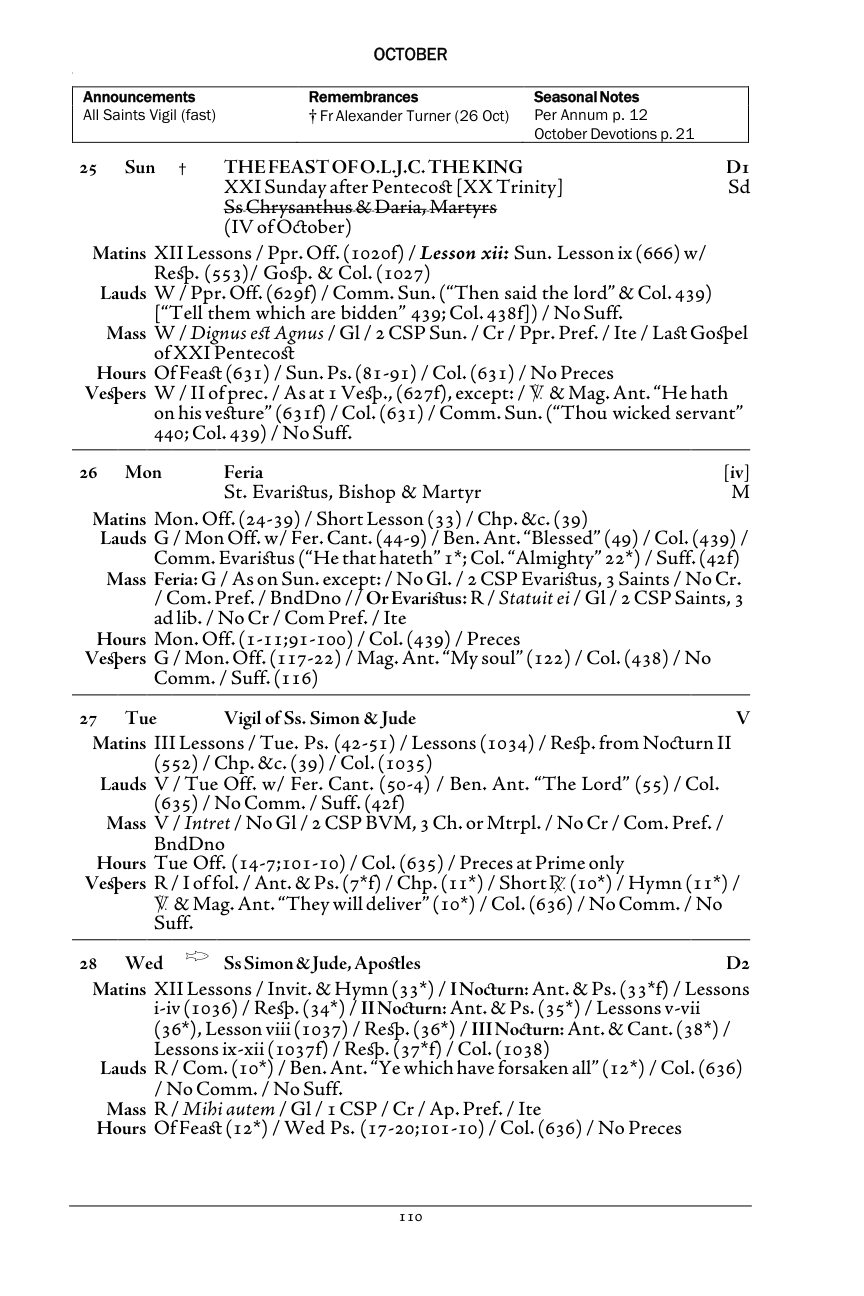 OCTOBER
Announcements Remembrances Seasonal Notes
All Saints Vigil (fast) † Fr Alexander Turner (26 Oct) Per Annum p. 12
October Devotions p. 21
25 Sun † THE FEAST OF O.L.J.C. THE KING D1
XXI Sunday after Pentecost [XX Trinity] Sd
Ss Chrysanthus & Daria, Martyrs
(IV of October)
Matins XII Lessons / Ppr. Off. (1020f) / Lesson xii: Sun. Lesson ix (666) w/
Resp. (553)/ Gosp. & Col. (1027)
Lauds W / Ppr. Off. (629f) / Comm. Sun. (“Then said the lord” & Col. 439)
[“Tell them which are bidden” 439; Col. 438f]) / No Suff.
Mass W / Dignus est Agnus / Gl / 2 CSP Sun. / Cr / Ppr. Pref. / Ite / Last Gospel
of XXI Pentecost
Hours Of Feast (631) / Sun. Ps. (81-91) / Col. (631) / No Preces
Vespers W / II of prec. / As at 1 Vesp., (627f), except: / ℣. & Mag. Ant. “He hath
on his vesture” (631f) / Col. (631) / Comm. Sun. (“Thou wicked servant”
440; Col. 439) / No Suff.
26 Mon Feria [iv]
St. Evaristus, Bishop & Martyr M
Matins Mon. Off. (24-39) / Short Lesson (33) / Chp. &c. (39)
Lauds G / Mon Off. w/ Fer. Cant. (44-9) / Ben. Ant. “Blessed” (49) / Col. (439) /
Comm. Evaristus (“He that hateth” 1*; Col. “Almighty” 22*) / Suff. (42f)
Mass Feria: G / As on Sun. except: / No Gl. / 2 CSP Evaristus, 3 Saints / No Cr.
/ Com. Pref. / BndDno / / Or Evaristus: R / Statuit ei / Gl / 2 CSP Saints, 3
ad lib. / No Cr / Com Pref. / Ite
Hours Mon. Off. (1-11;91-100) / Col. (439) / Preces
Vespers G / Mon. Off. (117-22) / Mag. Ant. “My soul” (122) / Col. (438) / No
Comm. / Suff. (116)
27 Tue Vigil of Ss. Simon & Jude V
Matins III Lessons / Tue. Ps. (42-51) / Lessons (1034) / Resp. from Nocturn II
(552) / Chp. &c. (39) / Col. (1035)
Lauds V / Tue Off. w/ Fer. Cant. (50-4) / Ben. Ant. “The Lord” (55) / Col.
(635) / No Comm. / Suff. (42f)
Mass V / Intret / No Gl / 2 CSP BVM, 3 Ch. or Mtrpl. / No Cr / Com. Pref. /
BndDno
Hours Tue Off. (14-7;101-10) / Col. (635) / Preces at Prime only
Vespers R / I of fol. / Ant. & Ps. (7*f) / Chp. (11*) / Short ℟. (10*) / Hymn (11*) /
℣. & Mag. Ant. “They will deliver” (10*) / Col. (636) / No Comm. / No
Suff.
28 Wed Ss Simon & Jude, Apostles D2
Matins XII Lessons / Invit. & Hymn (33*) / I Nocturn: Ant. & Ps. (33*f) / Lessons
i-iv (1036) / Resp. (34*) / II Nocturn: Ant. & Ps. (35*) / Lessons v-vii
(36*), Lesson viii (1037) / Resp. (36*) / III Nocturn: Ant. & Cant. (38*) /
Lessons ix-xii (1037f) / Resp. (37*f) / Col. (1038)
Lauds R / Com. (10*) / Ben. Ant. “Ye which have forsaken all” (12*) / Col. (636)
/ No Comm. / No Suff.
Mass R / Mihi autem / Gl / 1 CSP / Cr / Ap. Pref. / Ite
Hours Of Feast (12*) / Wed Ps. (17-20;101-10) / Col. (636) / No Preces
110